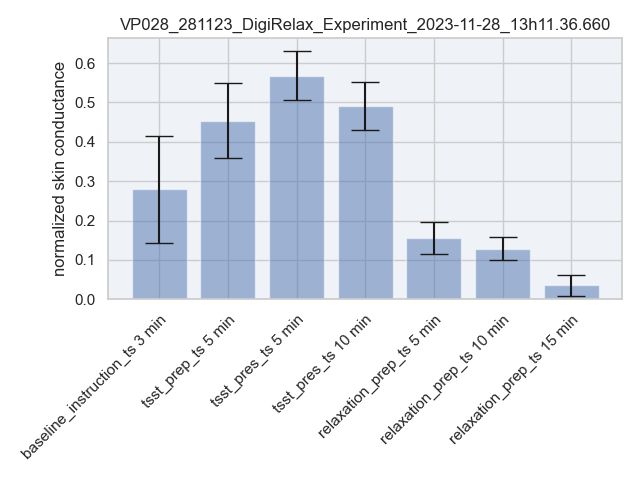 VP028_281123_DigiRelax_Experiment_2023-11-28_13h11.36.660
normalized skin conductance
0.6
0.5
0.4
0.3
0.2
0.1
0.0
baseline_instruction_ts 3 min
tsst_prep_ts 5 min
tsst_pres_ts 5 min
tsst_pres_ts 10 min
relaxation_prep_ts 5 min
relaxation_prep_ts 10 min
relaxation_prep_ts 15 min